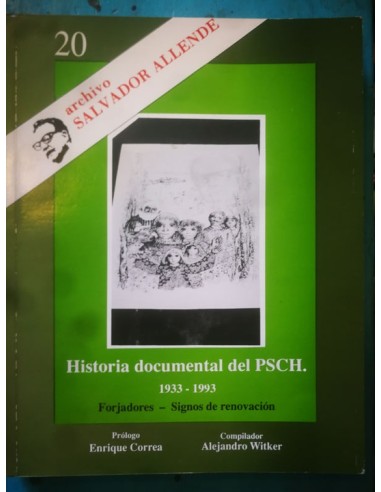 20
archivo
SALVADOR ALLENDE
Historia documental del PSCH.
1933 - 1993
Forjadores - Signos de renovación
Prólogo
Enrique Correa
Compilador
Alejandro Witker